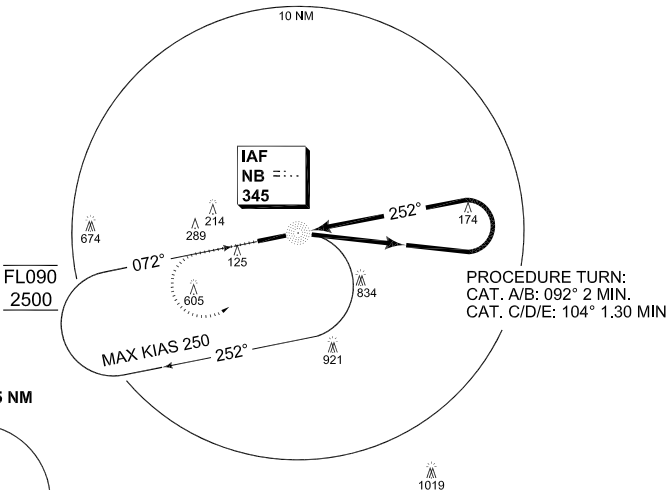 10 NM
IAF
NB
345
252°
174
214
289
674
125
072°
FL090
2500
605
834
PROCEDURE TURN:
CAT. A/B: 092° 2 MIN.
CAT. C/D/E: 104° 1.30 MIN
MAX KIAS 250
252°
921
NM
1019